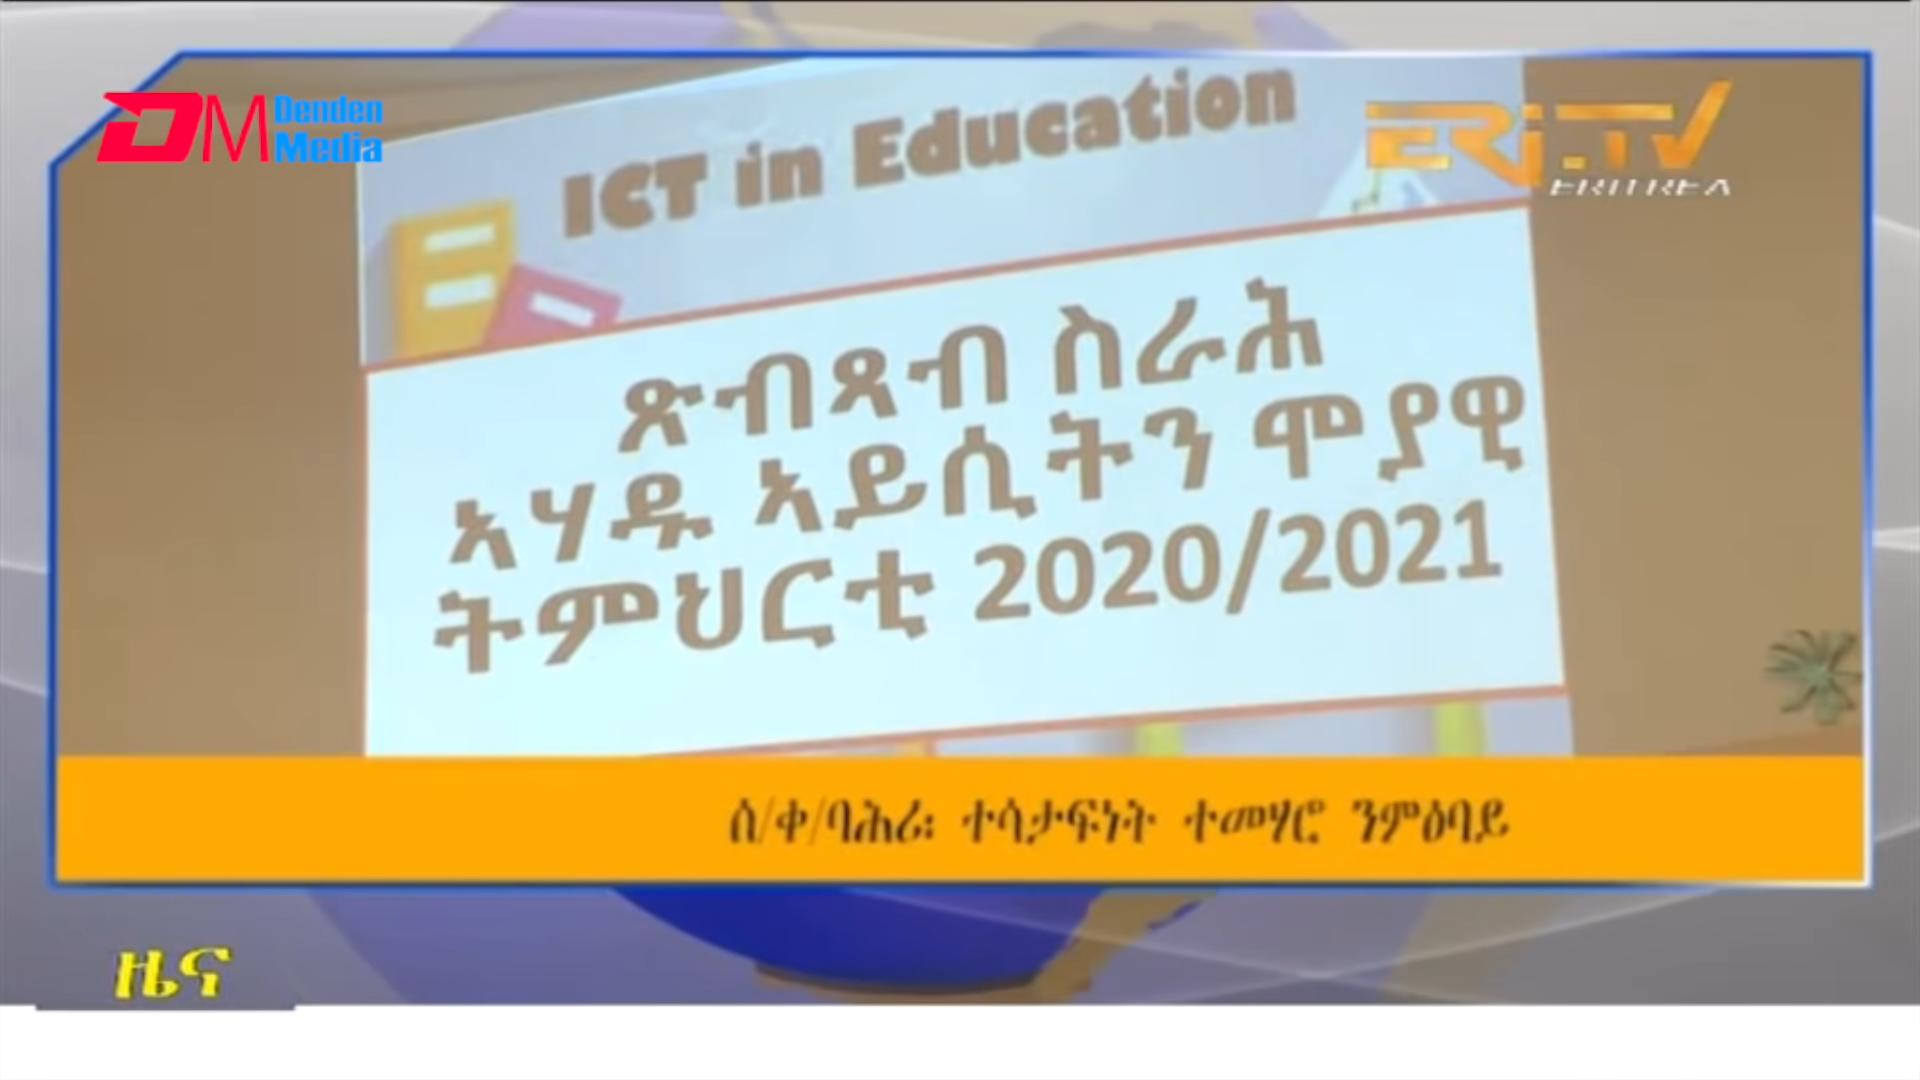 DM Denden
Media
ERi-TV
ERITREA
ICT in Education
ጽብጻብ ስራሕ
ኣሃዱ ኣይሲትን ሞያዊ
ትምህርቲ 2020/2021
ሰ/ቀ/ባሕሪ፡ ተሳታፍነት ተመሃሮ ንምዕባይ
ዜና